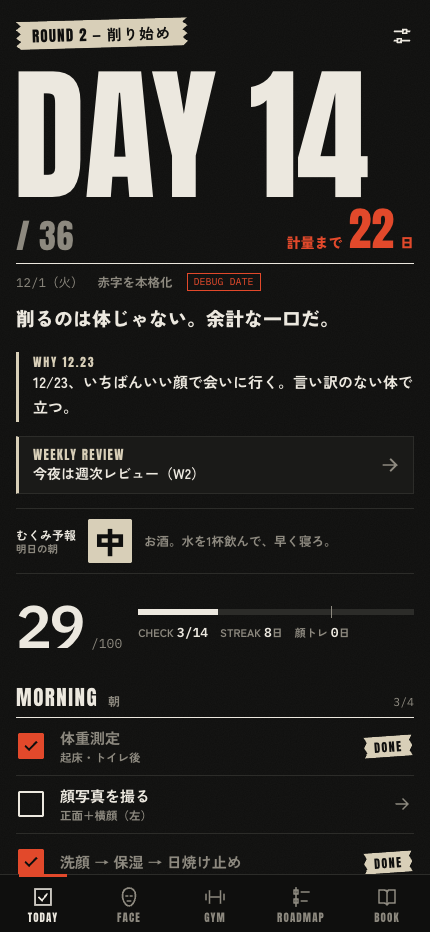 ROUND 2 – 削り始め
DAY 14
/ 36
計量まで 22 日
12/1（火） 赤字を本格化 DEBUG DATE
削るのは体じゃない。余計な一口だ。
WHY 12.23
12/23、いちばんいい顔で会いに行く。言い訳のない体で
立つ。
WEEKLY REVIEW
今夜は週次レビュー（W2）
むくみ予報
明日の朝
中
お酒。水を1杯飲んで、早く寝ろ。
29 /100
CHECK 3/14 STREAK 8日 顔トレ 0日
MORNING 朝 3/4
体重測定
起床・トイレ後
DONE
顔写真を撮る
正面＋横顔（左）
洗顔 → 保湿 → 日焼け止め
DONE
TODAY FACE GYM ROADMAP BOOK